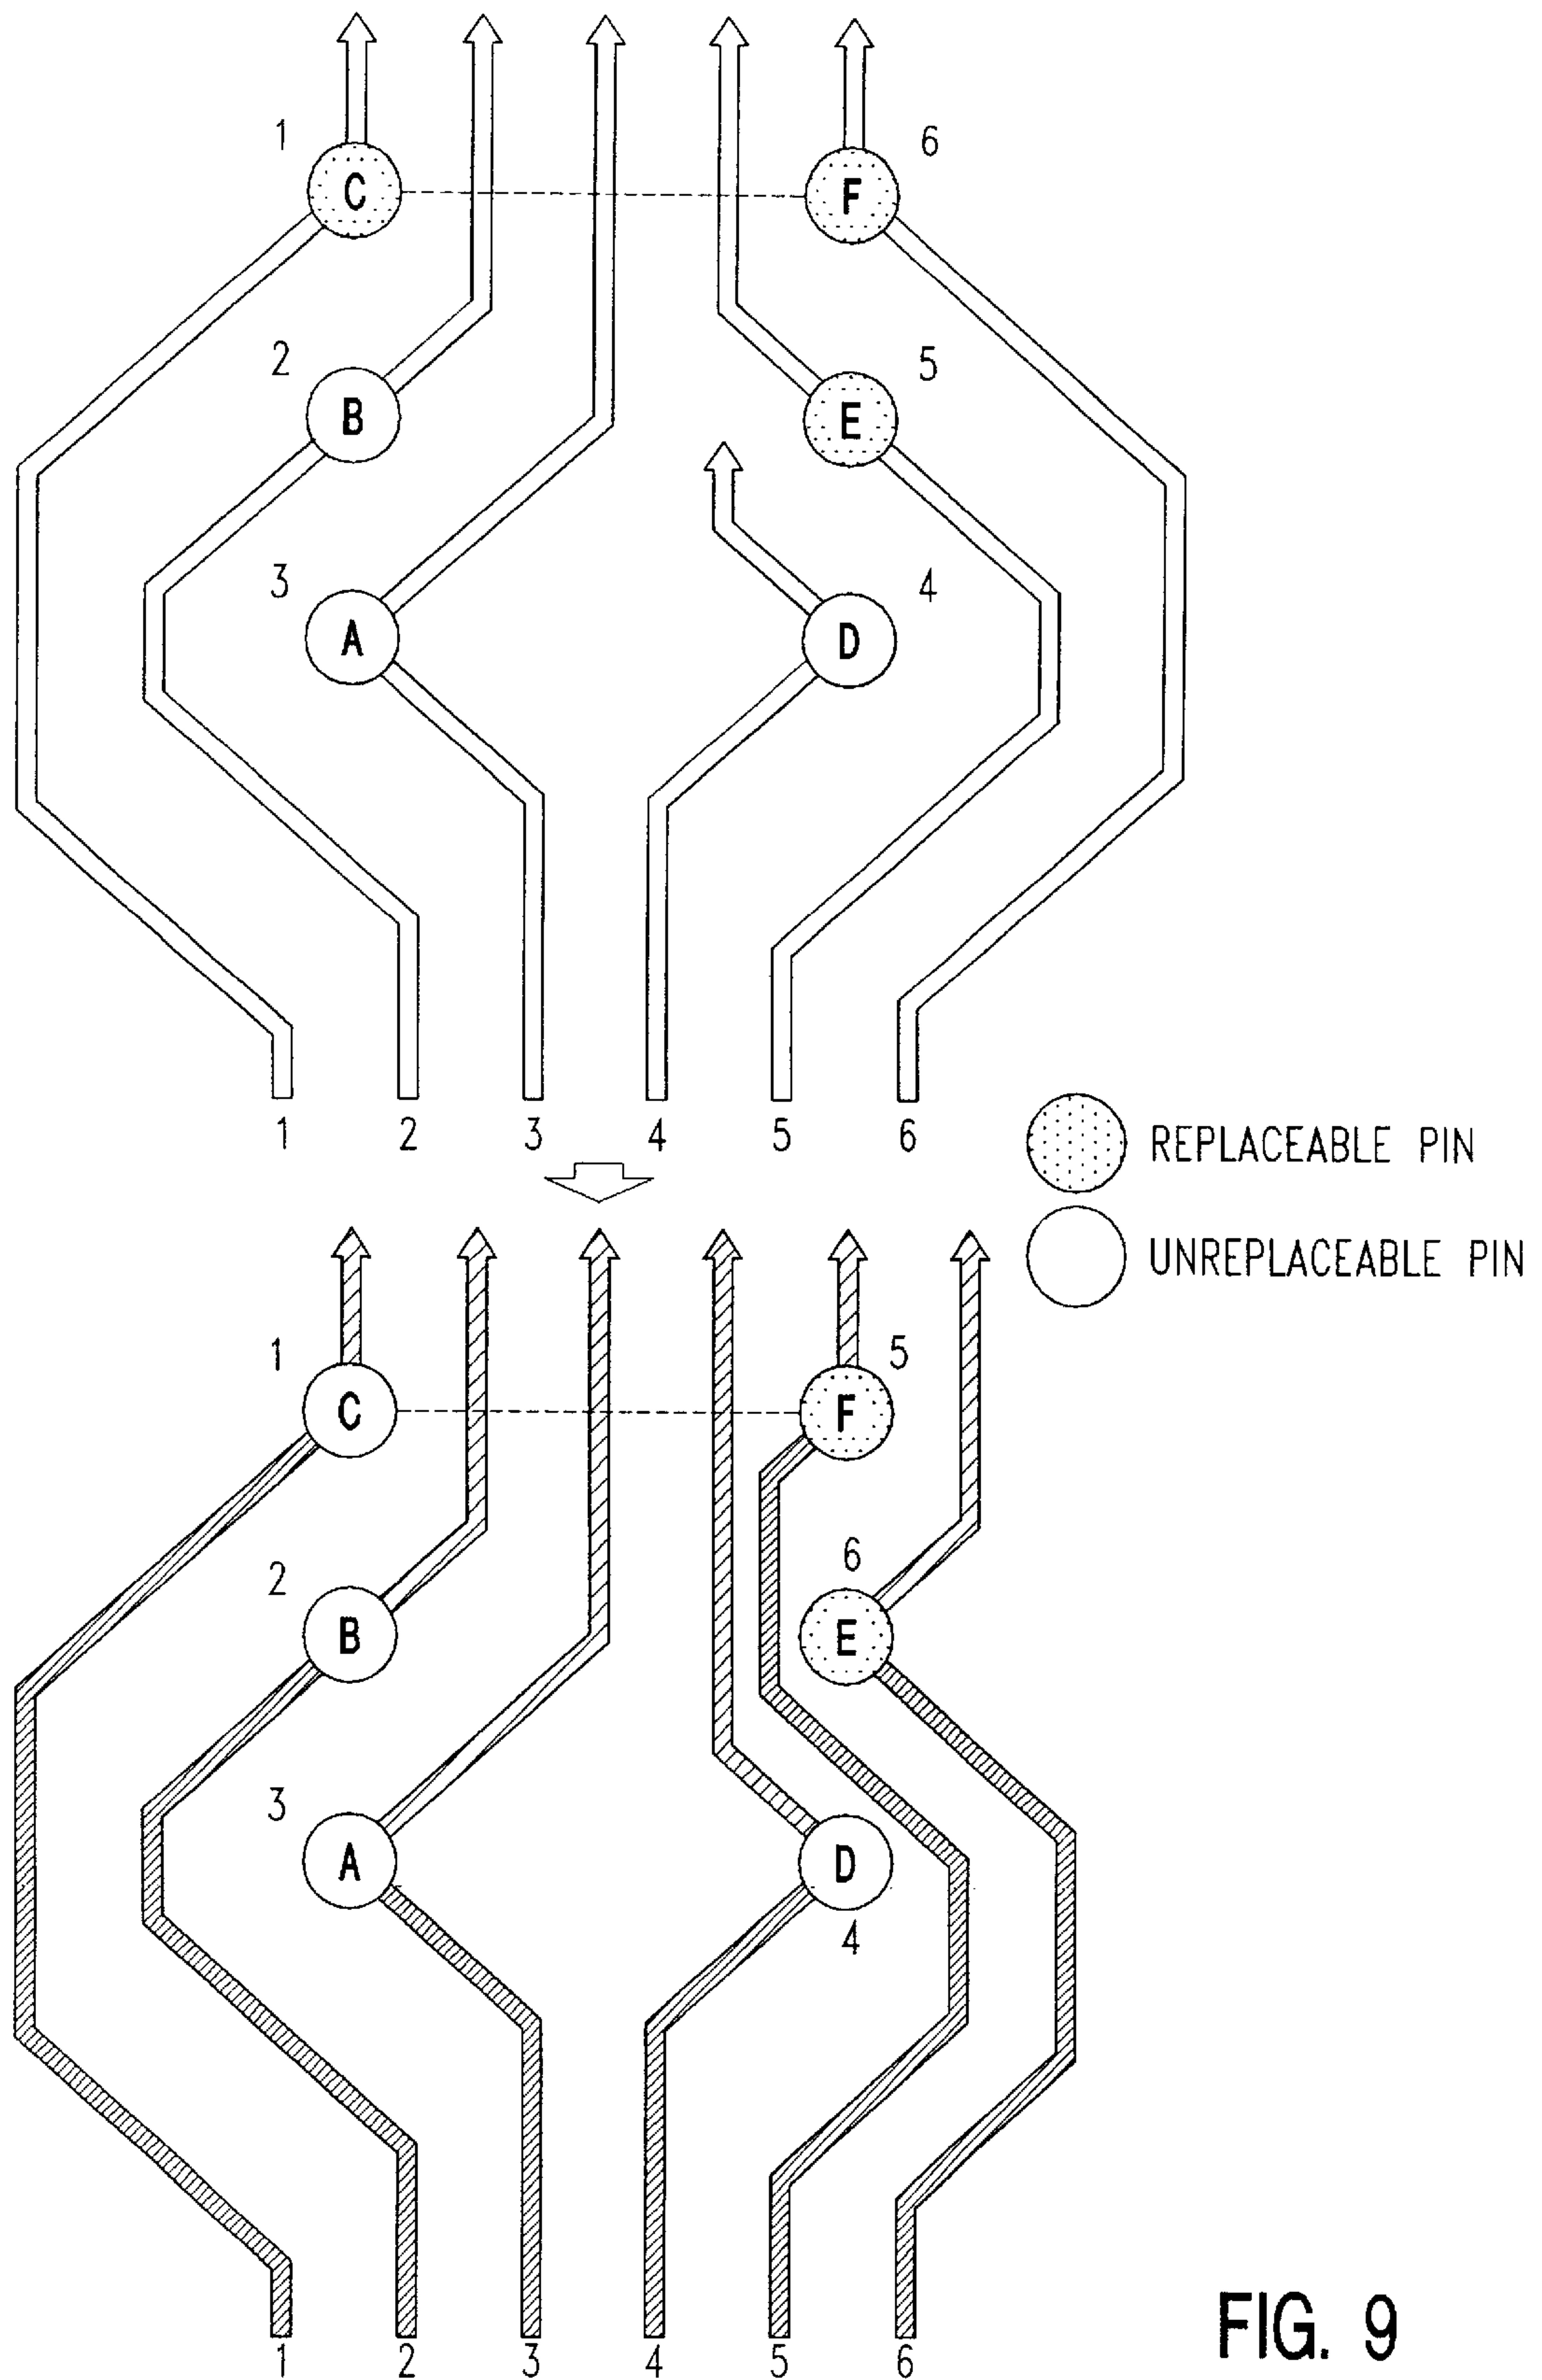 1 6
C F
2 5
B E
3 4
A D
1 2 3 4 5 6
REPLACEABLE PIN
UNREPLACEABLE PIN
1 5
C F
2 6
B E
3
A D
4
1 2 3 4 5 6
FIG. 9